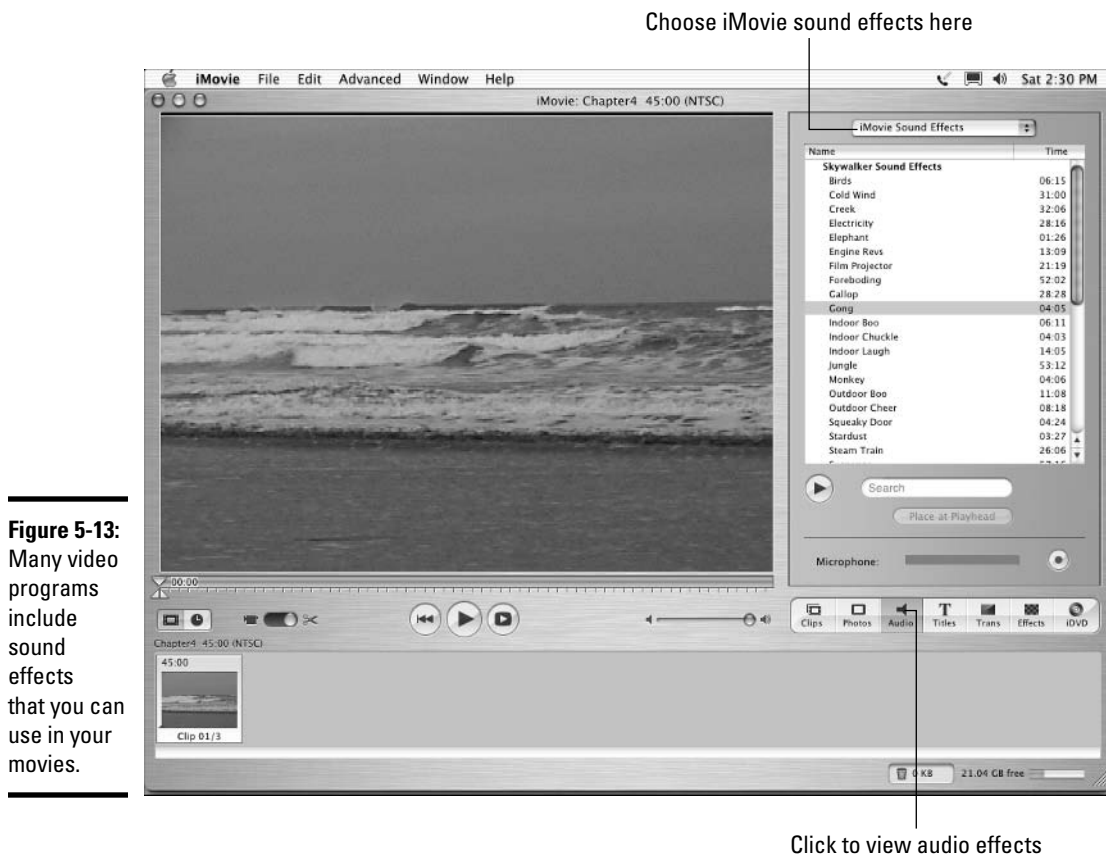 Choose iMovie sound effects here
iMovie File Edit Advanced Window Help Sat 2:30 PM
iMovie: Chapter4 45:00 (NTSC)
iMovie Sound Effects
Name Time
Skywalker Sound Effects
Birds 06:15
Cold Wind 31:00
Creek 32:06
Electricity 28:16
Elephant 01:26
Engine Revs 13:09
Film Projector 21:19
Foreboding 52:02
Gallop 28:28
Gong 04:05
Indoor Boo 06:11
Indoor Chuckle 04:03
Indoor Laugh 14:05
Jungle 53:12
Monkey 04:06
Outdoor Boo 11:08
Outdoor Cheer 08:18
Squeaky Door 04:24
Stardust 03:27
Steam Train 26:06
Search
Place at Playhead
Microphone:
00:00
Clips Photos Audio Titles Trans Effects iDVD
Chapter4 45:00 (NTSC)
45:00
Clip 01/3
0 KB 21.04 GB free
Click to view audio effects
Figure 5-13:
Many video
programs
include
sound
effects
that you can
use in your
movies.